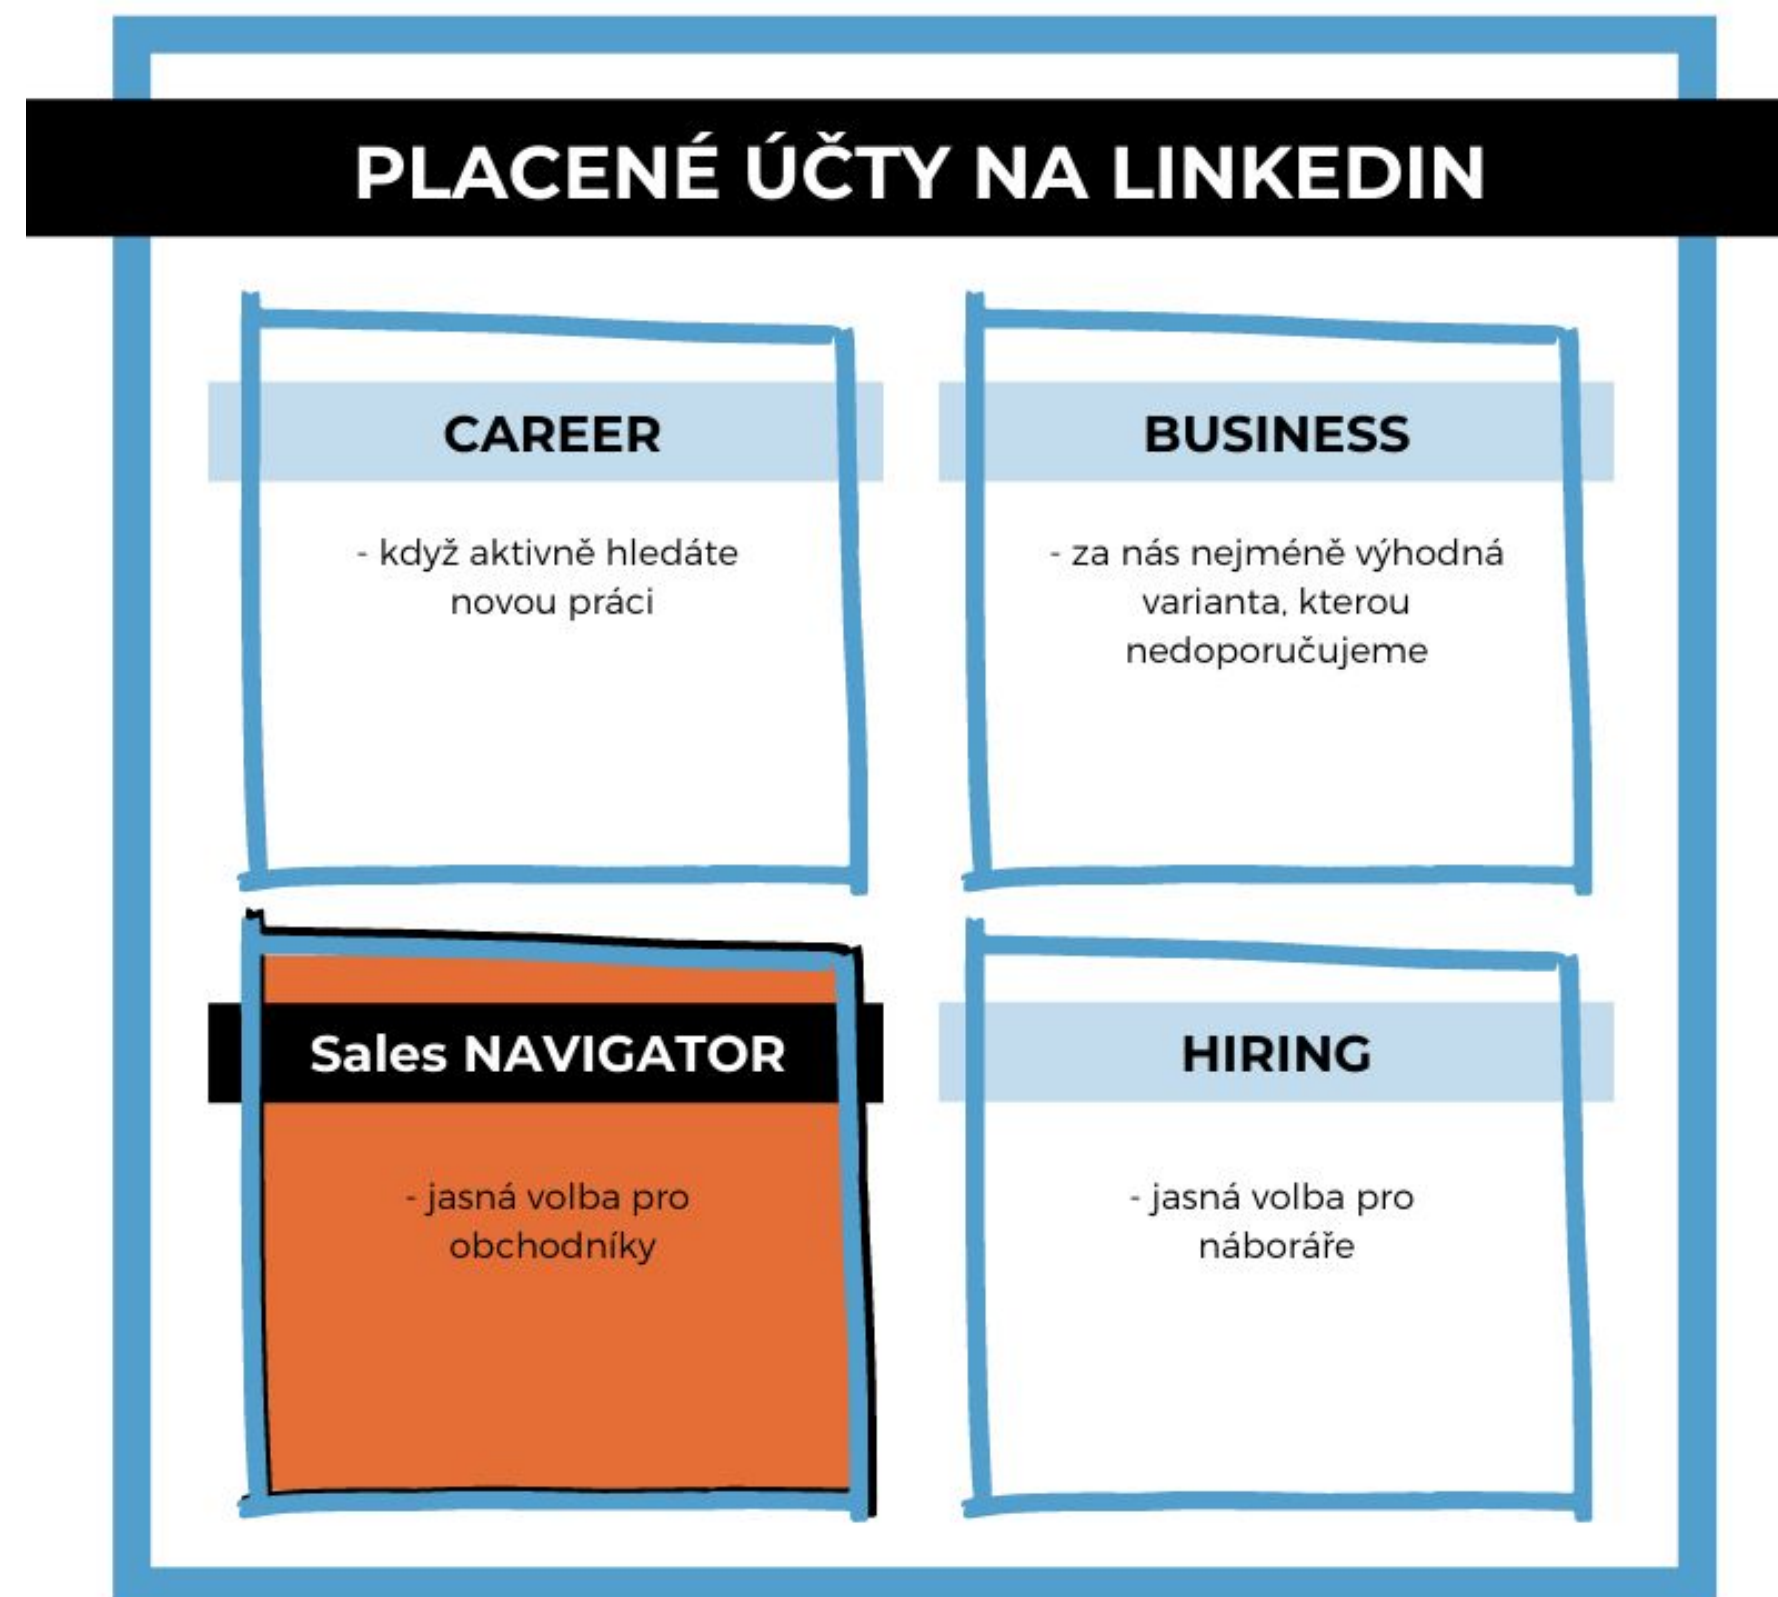 PLACENÉ ÚČTY NA LINKEDIN
CAREER
- když aktivně hledáte
novou práci
BUSINESS
- za nás nejméně výhodná
varianta, kterou
nedoporučujeme
Sales NAVIGATOR
- jasná volba pro
obchodníky
HIRING
- jasná volba pro
náboráře